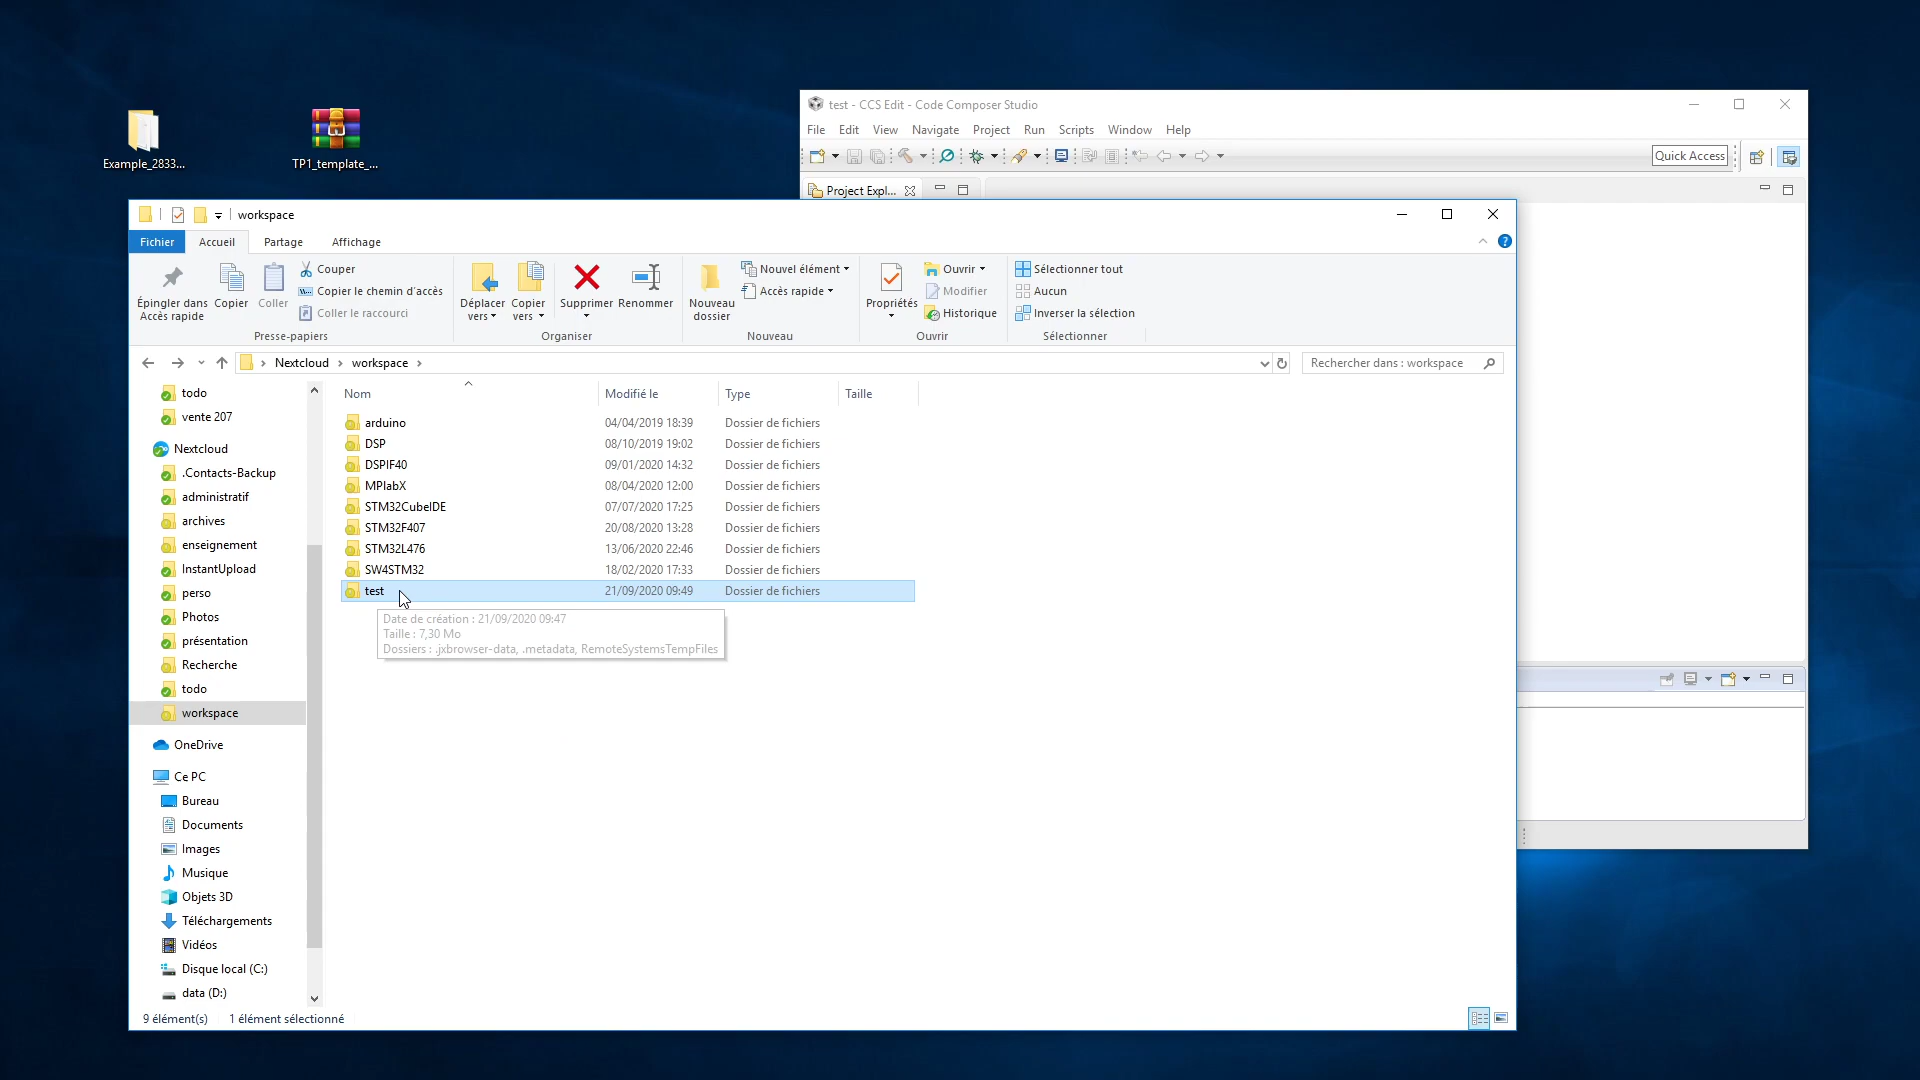 Example_2833...
TP1_template_...
test - CCS Edit - Code Composer Studio
File Edit View Navigate Project Run Scripts Window Help
Quick Access
Project Expl...
workspace
Fichier Accueil Partage Affichage
Épingler dans
Accès rapide
Copier
Coller
Couper
Copier le chemin d'accès
Coller le raccourci
Presse-papiers
Déplacer
vers
Copier
vers
Supprimer
Renommer
Organiser
Nouveau
dossier
Nouvel élément
Accès rapide
Nouveau
Propriétés
Ouvrir
Modifier
Historique
Ouvrir
Sélectionner tout
Aucun
Inverser la sélection
Sélectionner
Nextcloud > workspace >
Rechercher dans : workspace
todo
vente 207
Nextcloud
.Contacts-Backup
administratif
archives
enseignement
InstantUpload
perso
Photos
présentation
Recherche
todo
workspace
OneDrive
Ce PC
Bureau
Documents
Images
Musique
Objets 3D
Téléchargements
Vidéos
Disque local (C:)
data (D:)
Nom Modifié le Type Taille
arduino 04/04/2019 18:39 Dossier de fichiers
DSP 08/10/2019 19:02 Dossier de fichiers
DSPIF40 09/01/2020 14:32 Dossier de fichiers
MPlabX 08/04/2020 12:00 Dossier de fichiers
STM32CubeIDE 07/07/2020 17:25 Dossier de fichiers
STM32F407 20/08/2020 13:28 Dossier de fichiers
STM32L476 13/06/2020 22:46 Dossier de fichiers
SW4STM32 18/02/2020 17:33 Dossier de fichiers
test 21/09/2020 09:49 Dossier de fichiers
Date de création : 21/09/2020 09:47
Taille : 7,30 Mo
Dossiers : .jxbrowser-data, .metadata, RemoteSystemsTempFiles
9 élément(s) 1 élément sélectionné